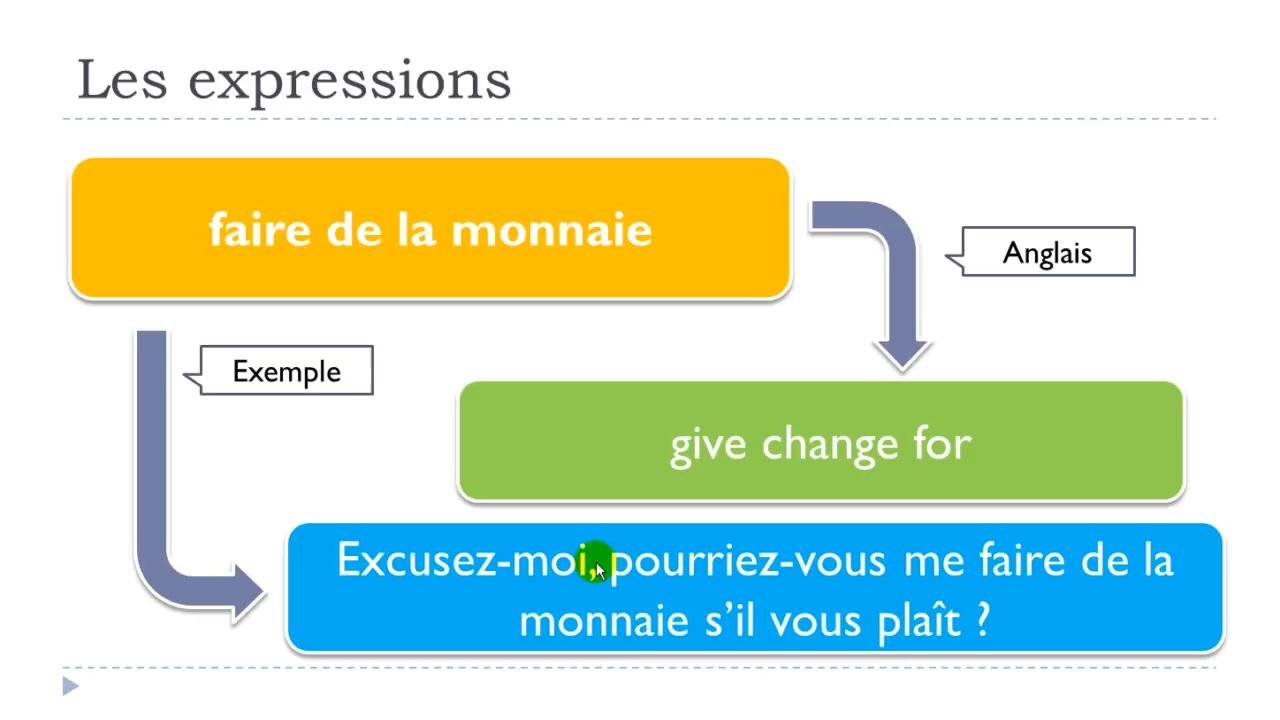 Les expressions
faire de la monnaie
Anglais
Exemple
give change for
Excusez-moi, pourriez-vous me faire de la
monnaie s’il vous plaît ?